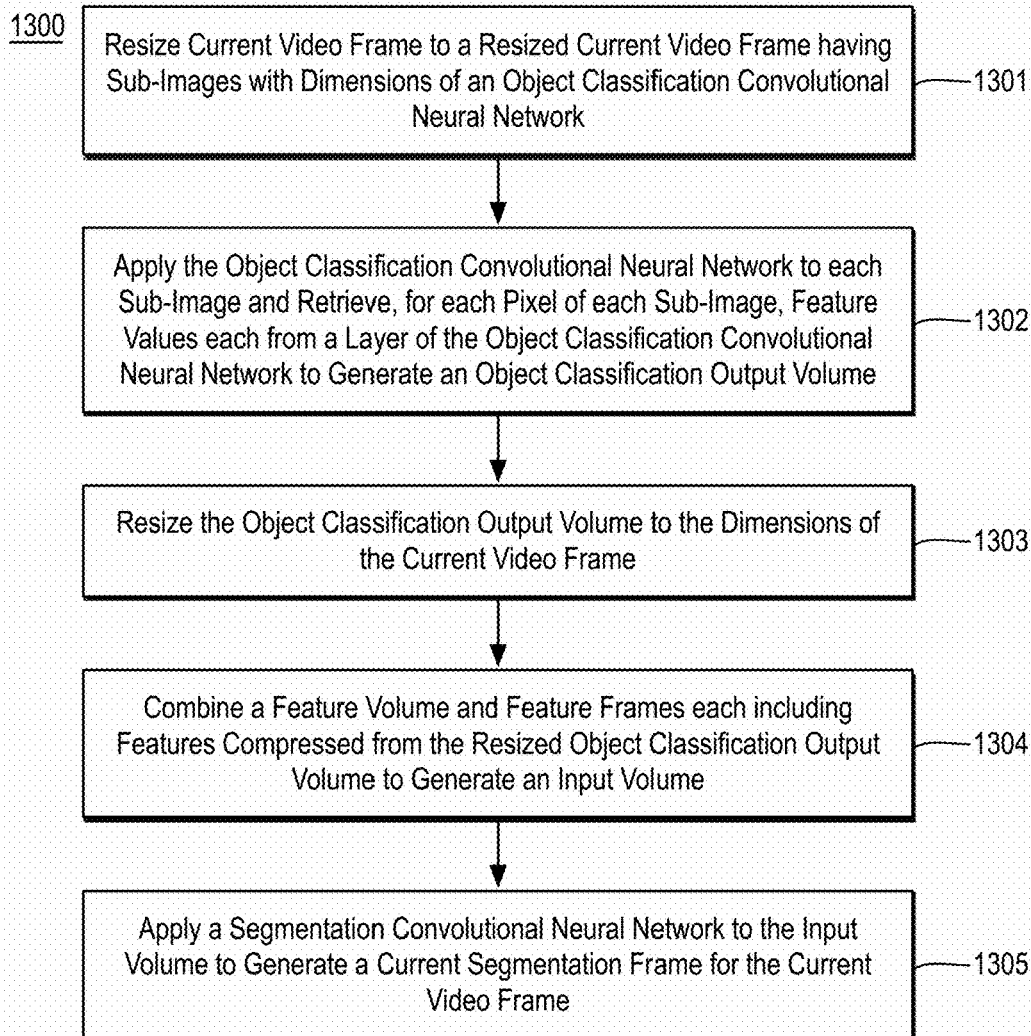 1300
Resize Current Video Frame to a Resized Current Video Frame having
Sub-Images with Dimensions of an Object Classification Convolutional
Neural Network
1301
Apply the Object Classification Convolutional Neural Network to each
Sub-Image and Retrieve, for each Pixel of each Sub-Image, Feature
Values each from a Layer of the Object Classification Convolutional
Neural Network to Generate an Object Classification Output Volume
1302
Resize the Object Classification Output Volume to the Dimensions of
the Current Video Frame
1303
Combine a Feature Volume and Feature Frames each including
Features Compressed from the Resized Object Classification Output
Volume to Generate an Input Volume
1304
Apply a Segmentation Convolutional Neural Network to the Input
Volume to Generate a Current Segmentation Frame for the Current
Video Frame
1305